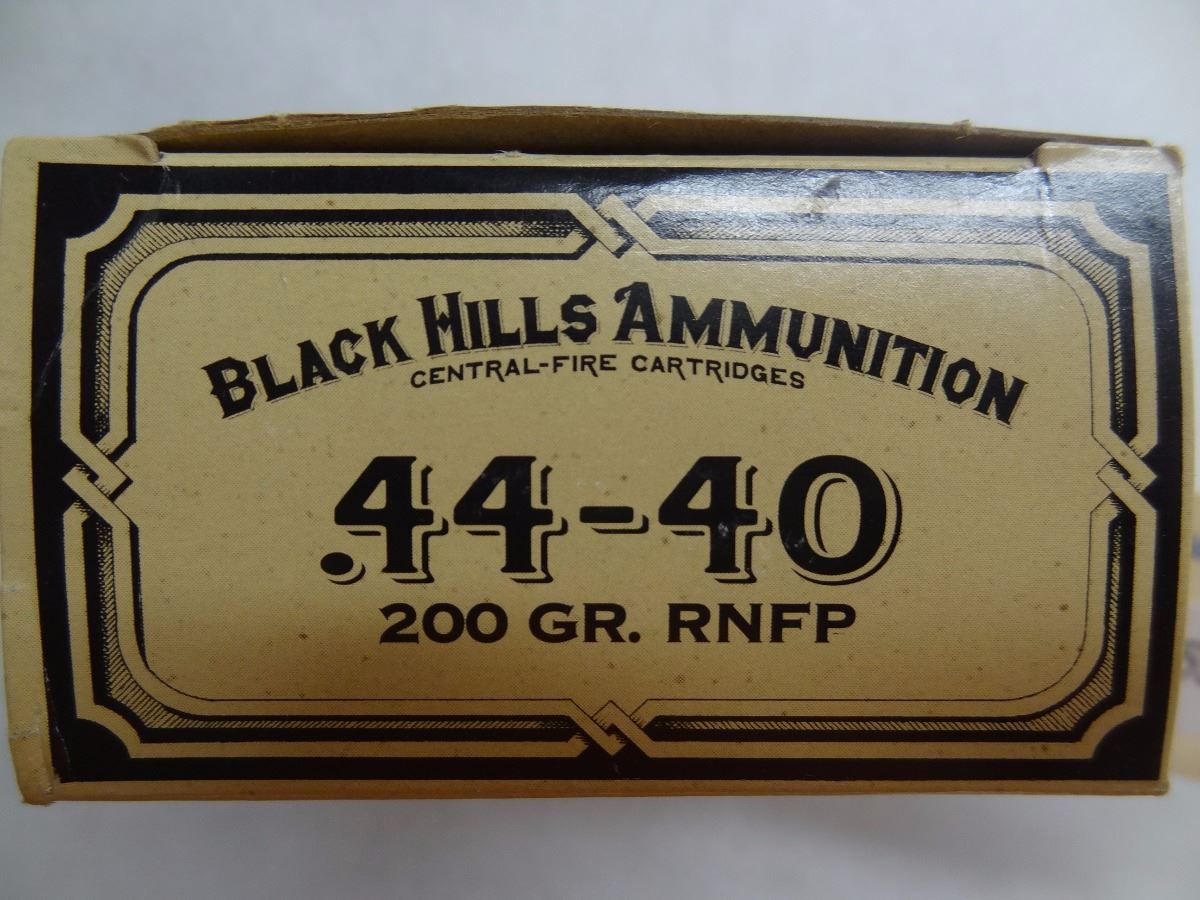 Black Hills Ammunition
CENTRAL-FIRE CARTRIDGES
.44-40
200 GR. RNFP